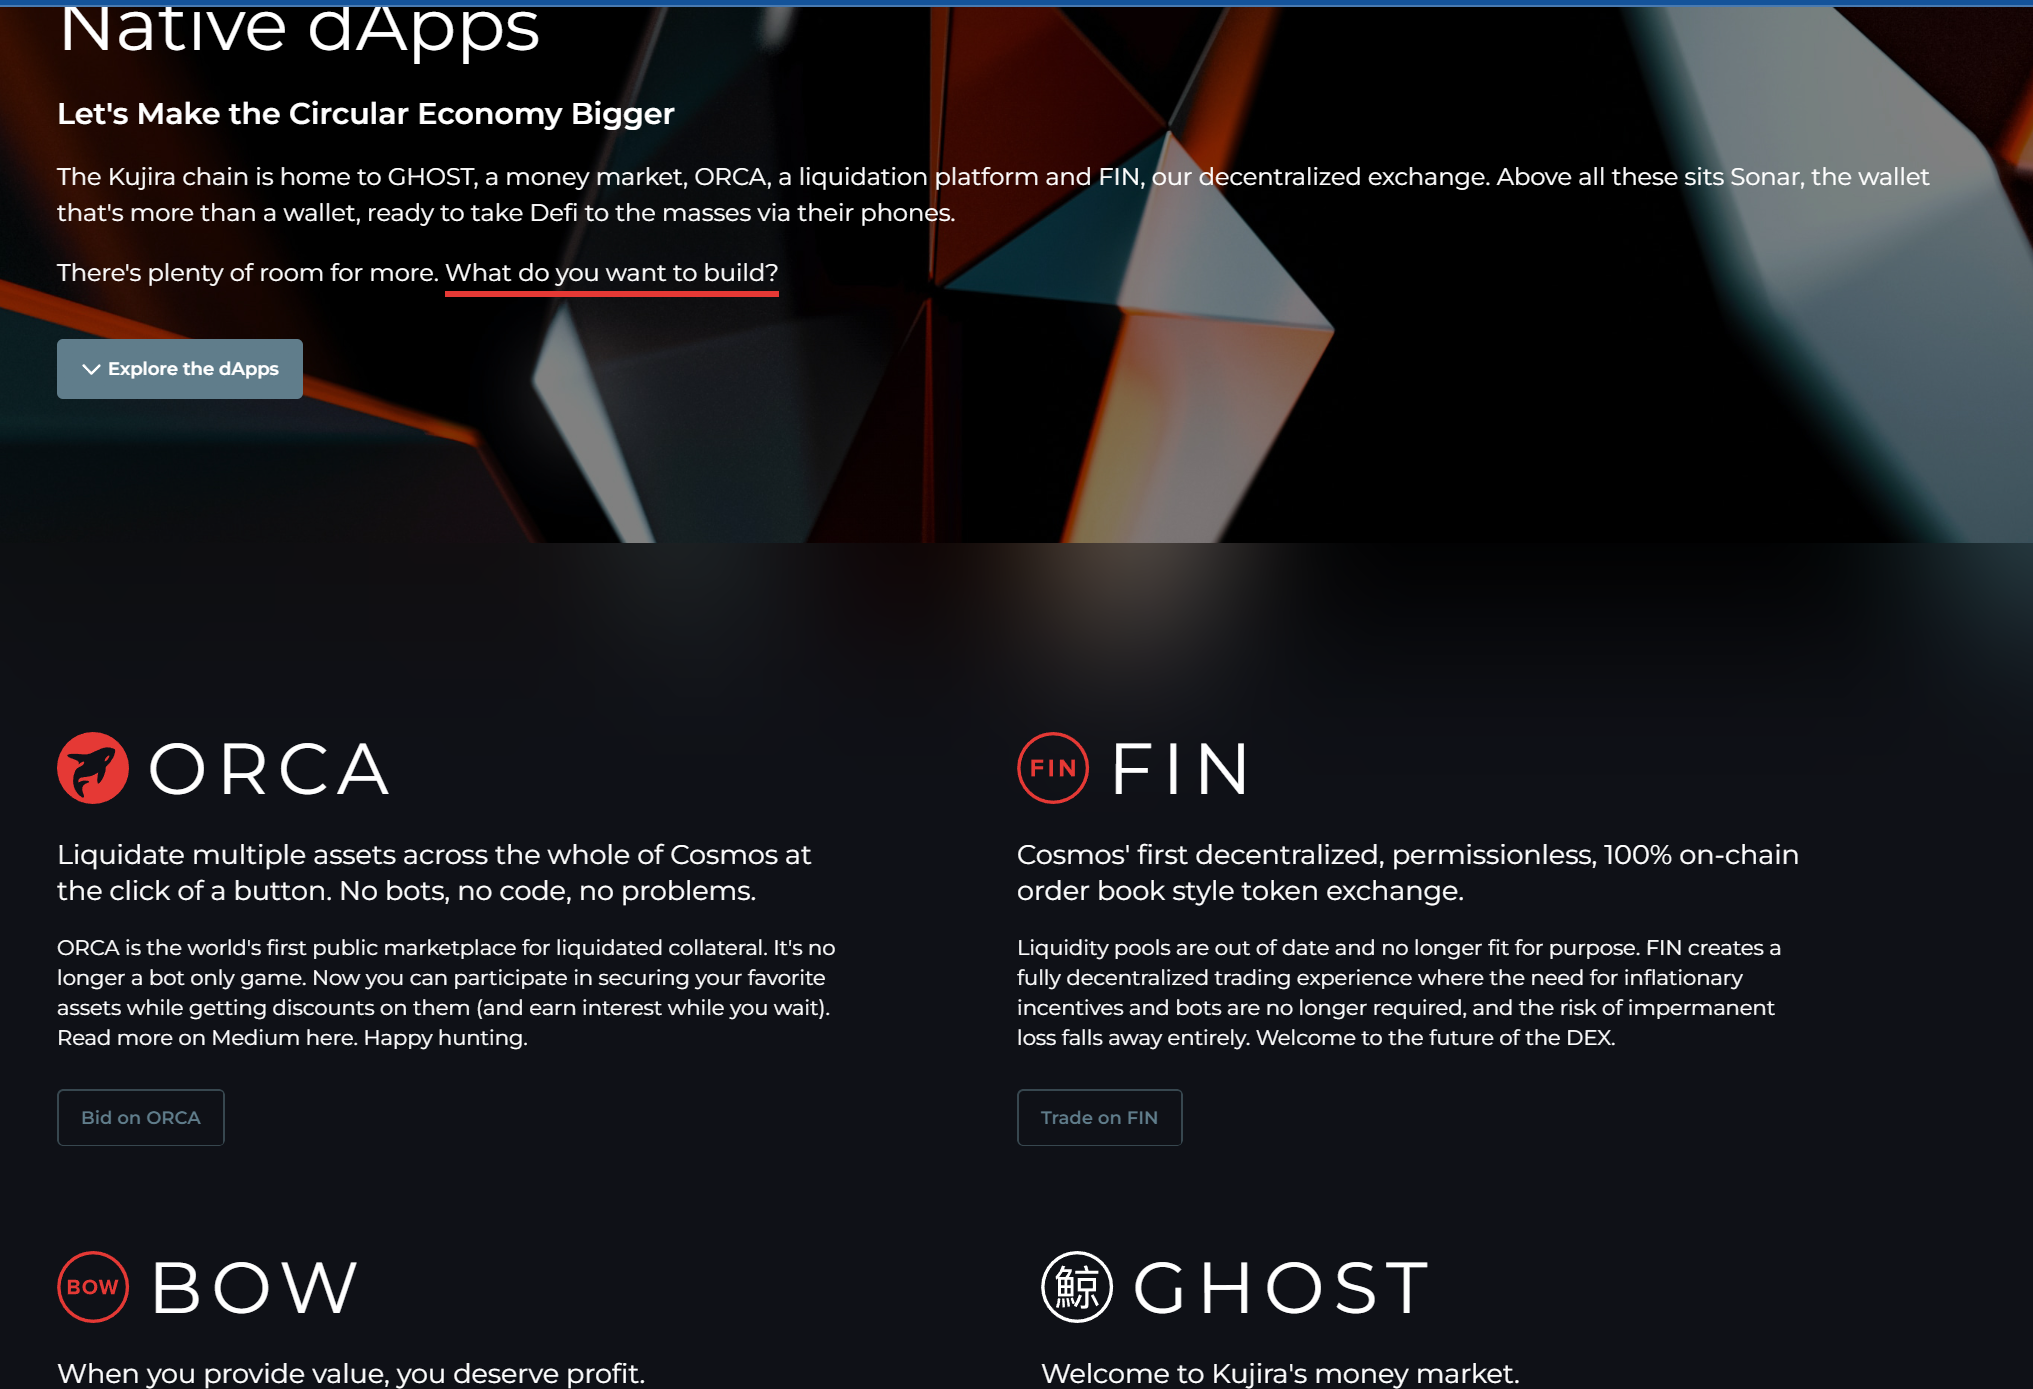 Native dApps
Let's Make the Circular Economy Bigger
The Kujira chain is home to GHOST, a money market, ORCA, a liquidation platform and FIN, our decentralized exchange. Above all these sits Sonar, the wallet
that's more than a wallet, ready to take Defi to the masses via their phones.
There's plenty of room for more. What do you want to build?
Explore the dApps
ORCA
Liquidate multiple assets across the whole of Cosmos at
the click of a button. No bots, no code, no problems.
ORCA is the world's first public marketplace for liquidated collateral. It's no
longer a bot only game. Now you can participate in securing your favorite
assets while getting discounts on them (and earn interest while you wait).
Read more on Medium here. Happy hunting.
Bid on ORCA
FIN FIN
Cosmos' first decentralized, permissionless, 100% on-chain
order book style token exchange.
Liquidity pools are out of date and no longer fit for purpose. FIN creates a
fully decentralized trading experience where the need for inflationary
incentives and bots are no longer required, and the risk of impermanent
loss falls away entirely. Welcome to the future of the DEX.
Trade on FIN
BOW BOW
When you provide value, you deserve profit.
鯨 GHOST
Welcome to Kujira's money market.